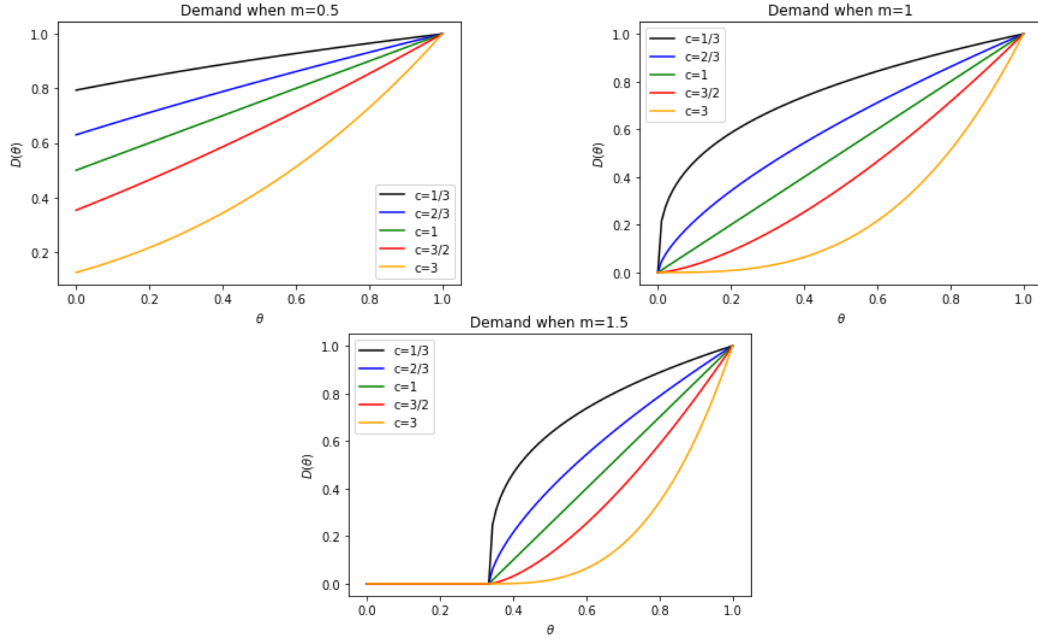 Demand when m=0.5
1.0
0.8
0.6
0.4
0.2
D(θ)
c=1/3
c=2/3
c=1
c=3/2
c=3
0.0 0.2 0.4 0.6 0.8 1.0
θ
Demand when m=1
1.0
0.8
0.6
0.4
0.2
0.0
D(θ)
c=1/3
c=2/3
c=1
c=3/2
c=3
0.0 0.2 0.4 0.6 0.8 1.0
θ
Demand when m=1.5
1.0
0.8
0.6
0.4
0.2
0.0
D(θ)
c=1/3
c=2/3
c=1
c=3/2
c=3
0.0 0.2 0.4 0.6 0.8 1.0
θ